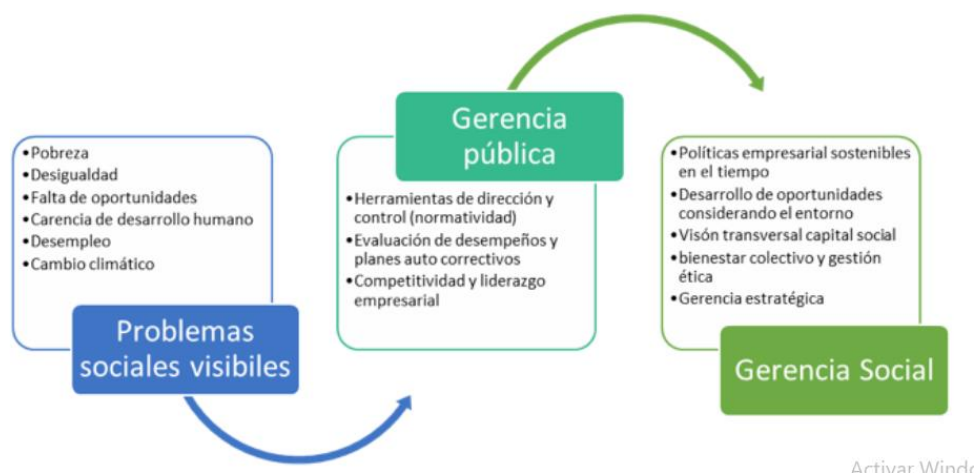 •Pobreza
•Desigualdad
•Falta de oportunidades
•Carencia de desarrollo humano
•Desempleo
•Cambio climático
Problemas
sociales visibiles
Gerencia
pública
•Herramientas de dirección y
control (normatividad)
•Evaluación de desempeños y
planes auto correctivos
•Competitividad y liderazgo
empresarial
•Políticas empresarial sostenibles
en el tiempo
•Desarrollo de oportunidades
considerando el entorno
•Visón transversal capital social
•bienestar colectivo y gestión
ética
•Gerencia estratégica
Gerencia Social
Activar Windo